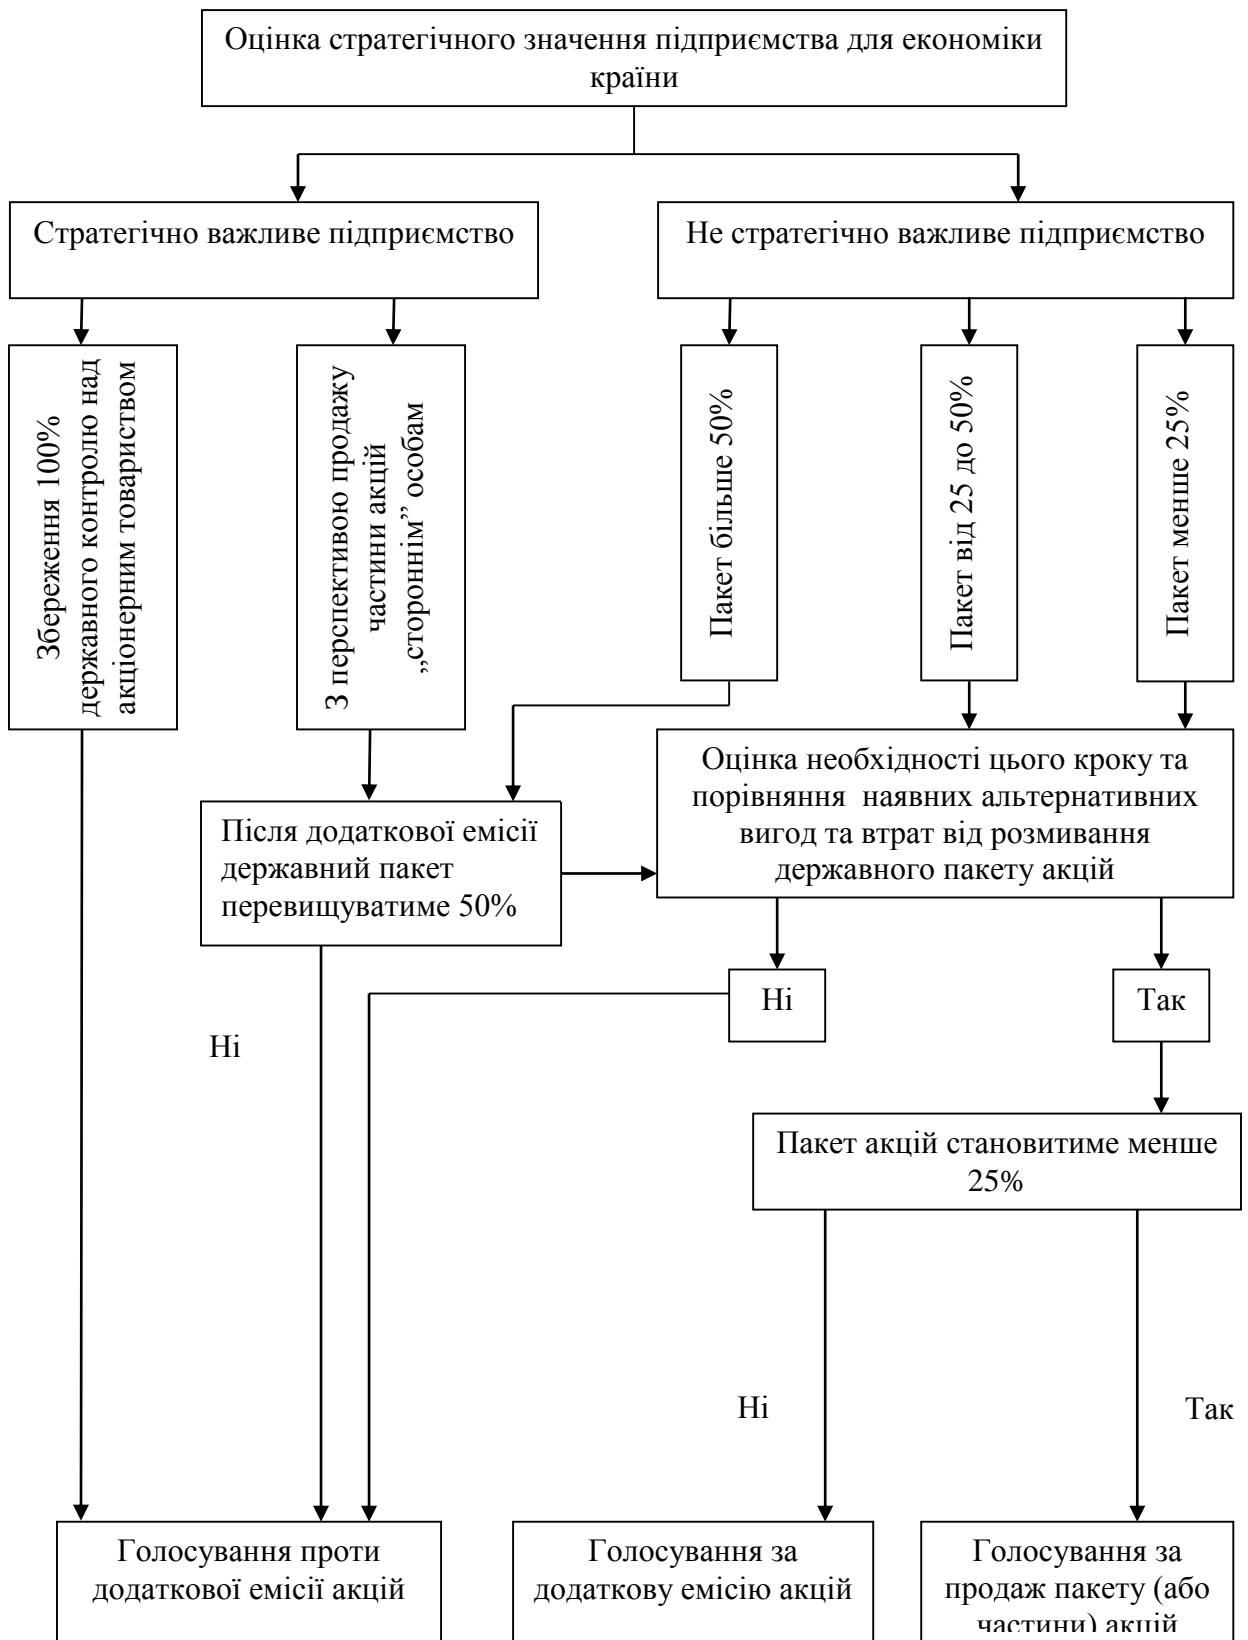 Оцінка стратегічного значення підприємства для економіки
країни
Стратегічно важливе підприємство
Не стратегічно важливе підприємство
Збереження 100%
державного контролю над
акціонерним товариством
З перспективою продажу
частини акцій
„стороннім” особам
Пакет більше 50%
Пакет від 25 до 50%
Пакет менше 25%
Оцінка необхідності цього кроку та
порівняння наявних альтернативних
вигод та втрат від розмивання
державного пакету акцій
Після додаткової емісії
державний пакет
перевищуватиме 50%
Ні
Так
Ні
Пакет акцій становитиме менше
25%
Ні
Так
Голосування проти
додаткової емісії акцій
Голосування за
додаткову емісію акцій
Голосування за
продаж пакету (або
частини) акцій